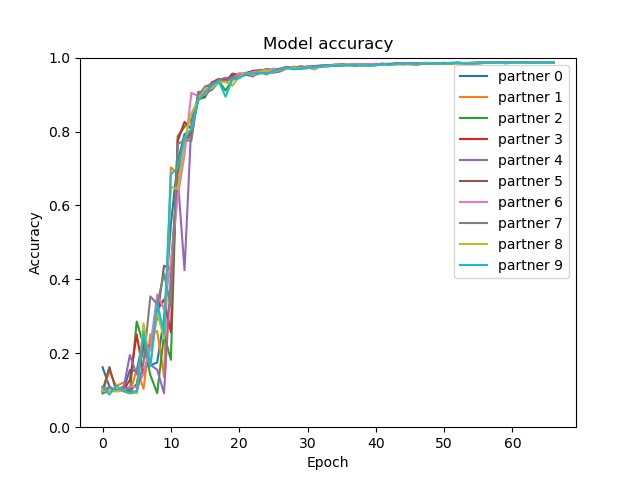 Model accuracy
1.0
0.8
0.6
0.4
0.2
0.0
Accuracy
0 10 20 30 40 50 60
Epoch
partner 0
partner 1
partner 2
partner 3
partner 4
partner 5
partner 6
partner 7
partner 8
partner 9